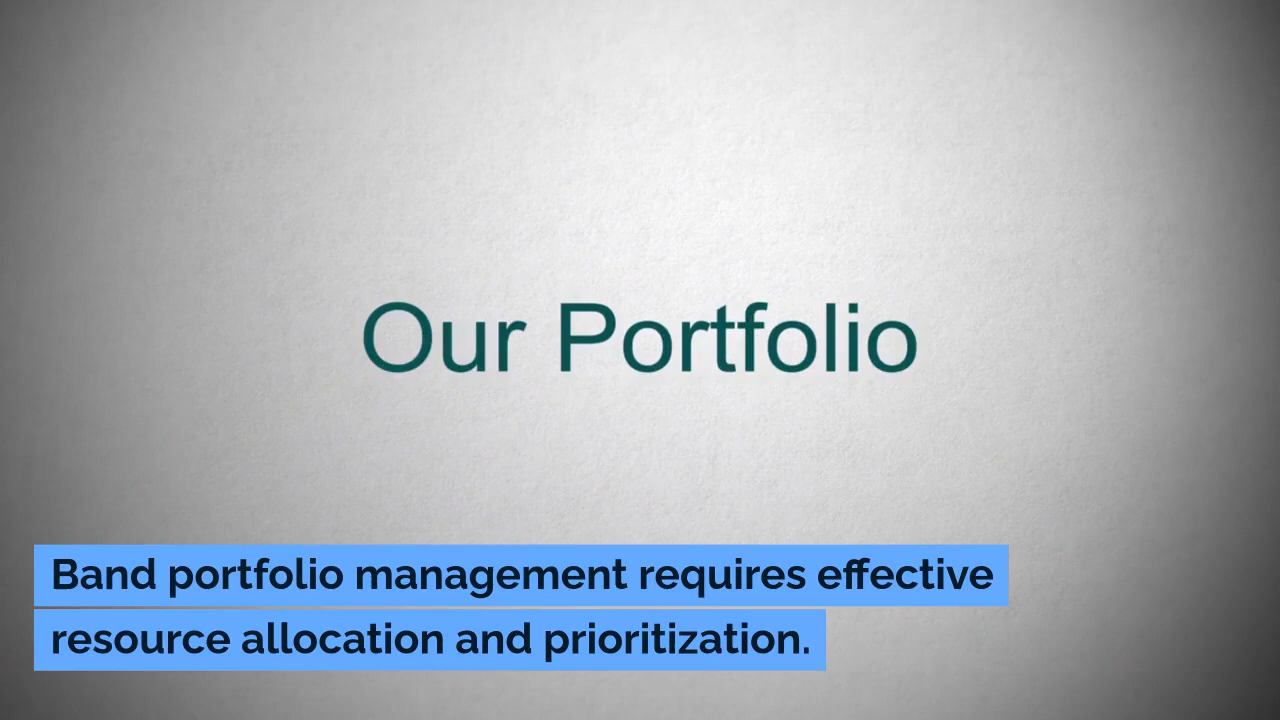 Our Portfolio
Band portfolio management requires effective
resource allocation and prioritization.